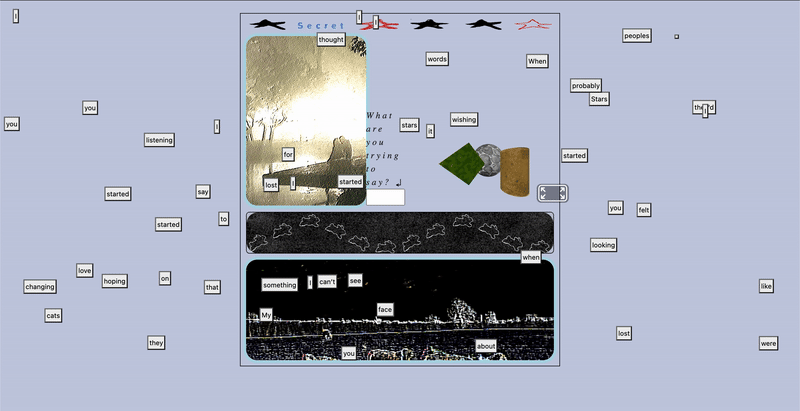 I
I
Secret
I
peoples
thought
words
When
probably
Stars
you
What
are
you
trying
to
say?
stars
it
wishing
I
you
I
listening
for
started
lost
I
started
started
say
you
felt
started
to
looking
when
love
hoping
on
that
changing
something
I
can't
see
like
cats
My
face
lost
they
you
about
were